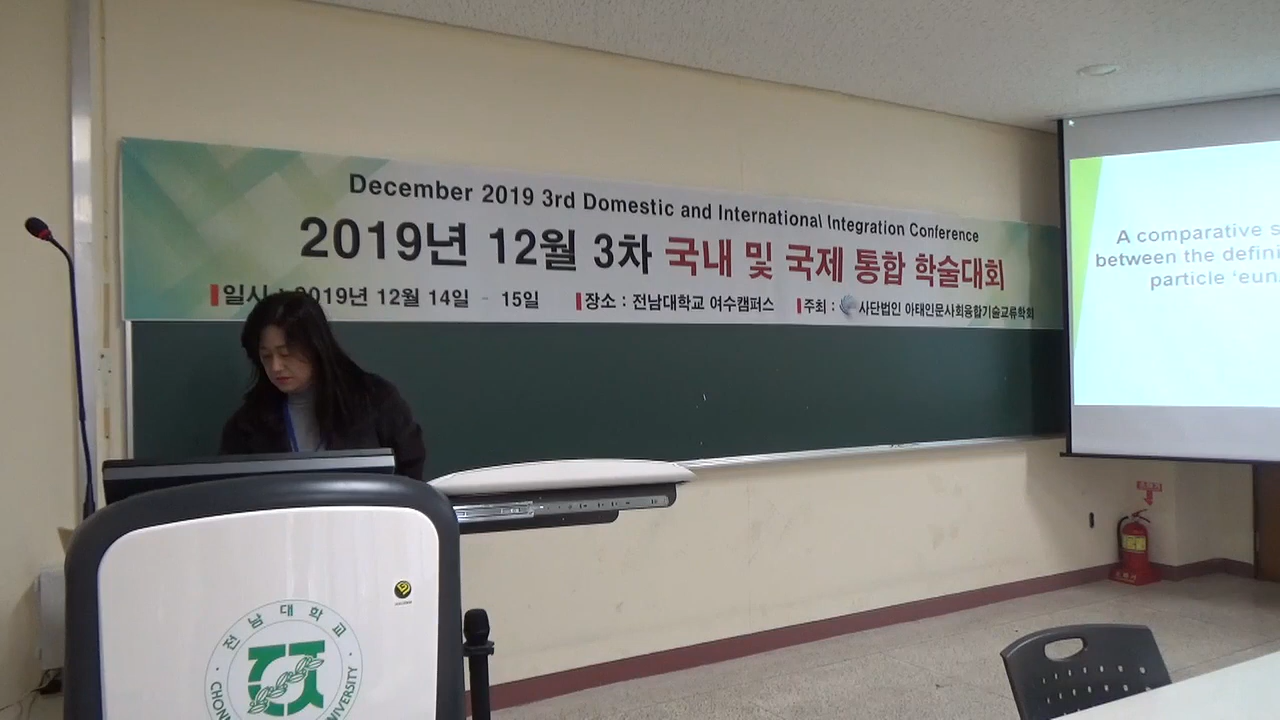 December 2019 3rd Domestic and International Integration Conference
2019년 12월 3차 국내 및 국제 통합 학술대회
일시 : 2019년 12월 14일 - 15일
장소 : 전남대학교 여수캠퍼스
주최 : 사단법인 아태인문사회융합기술교류학회
A comparative s
between the defini
particle ‘eun
전남대학교
CHONN
NIVERSITY